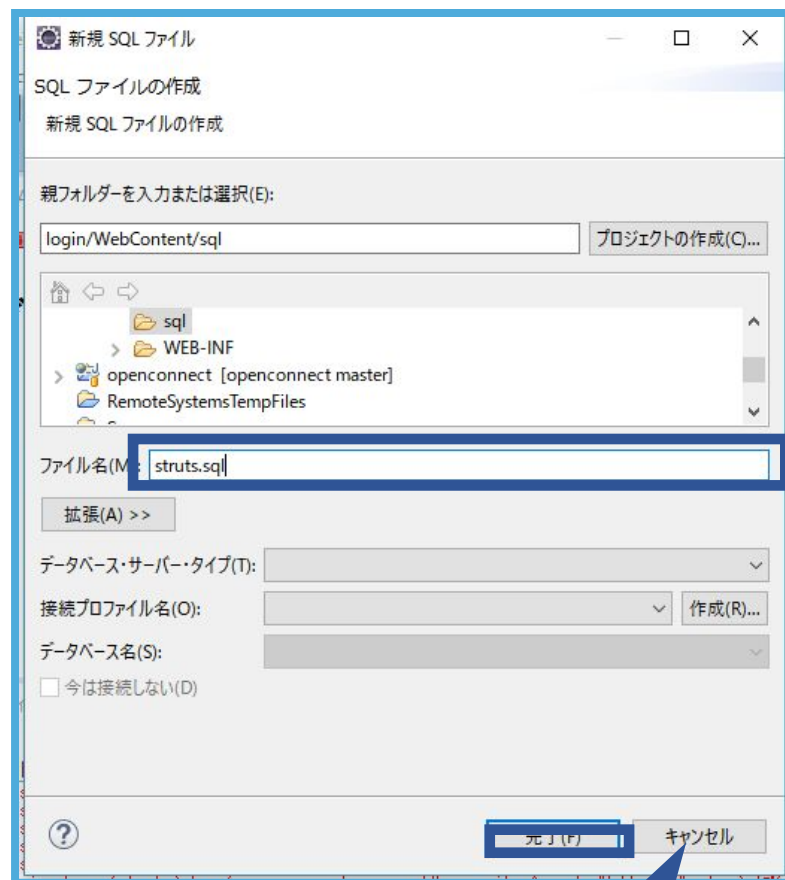 新規 SQL ファイル
SQL ファイルの作成
新規 SQL ファイルの作成
親フォルダーを入力または選択(E):
login/WebContent/sql
プロジェクトの作成(C)...
sql
WEB-INF
openconnect [openconnect master]
RemoteSystemsTempFiles
ファイル名(M
struts.sql
拡張(A) >>
データベース・サーバー・タイプ(T):
接続プロファイル名(O):
作成(R)...
データベース名(S):
今は接続しない(D)
完了(F)
キャンセル